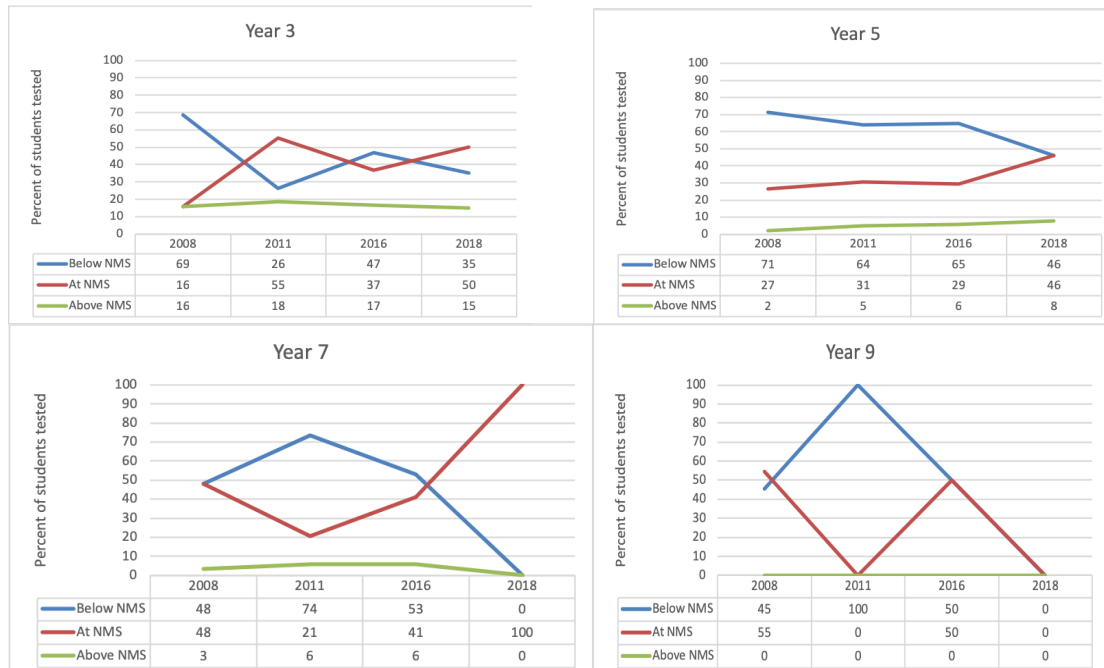 Year 3
Percent of students tested
100
90
80
70
60
50
40
30
20
10
0
2008 2011 2016 2018
Below NMS 69 26 47 35
At NMS 16 55 37 50
Above NMS 16 18 17 15
Year 5
Percent of students tested
100
90
80
70
60
50
40
30
20
10
0
2008 2011 2016 2018
Below NMS 71 64 65 46
At NMS 27 31 29 46
Above NMS 2 5 6 8
Year 7
Percent of students tested
100
90
80
70
60
50
40
30
20
10
0
2008 2011 2016 2018
Below NMS 48 74 53 0
At NMS 48 21 41 100
Above NMS 3 6 6 0
Year 9
Percent of students tested
100
90
80
70
60
50
40
30
20
10
0
2008 2011 2016 2018
Below NMS 45 100 50 0
At NMS 55 0 50 0
Above NMS 0 0 0 0